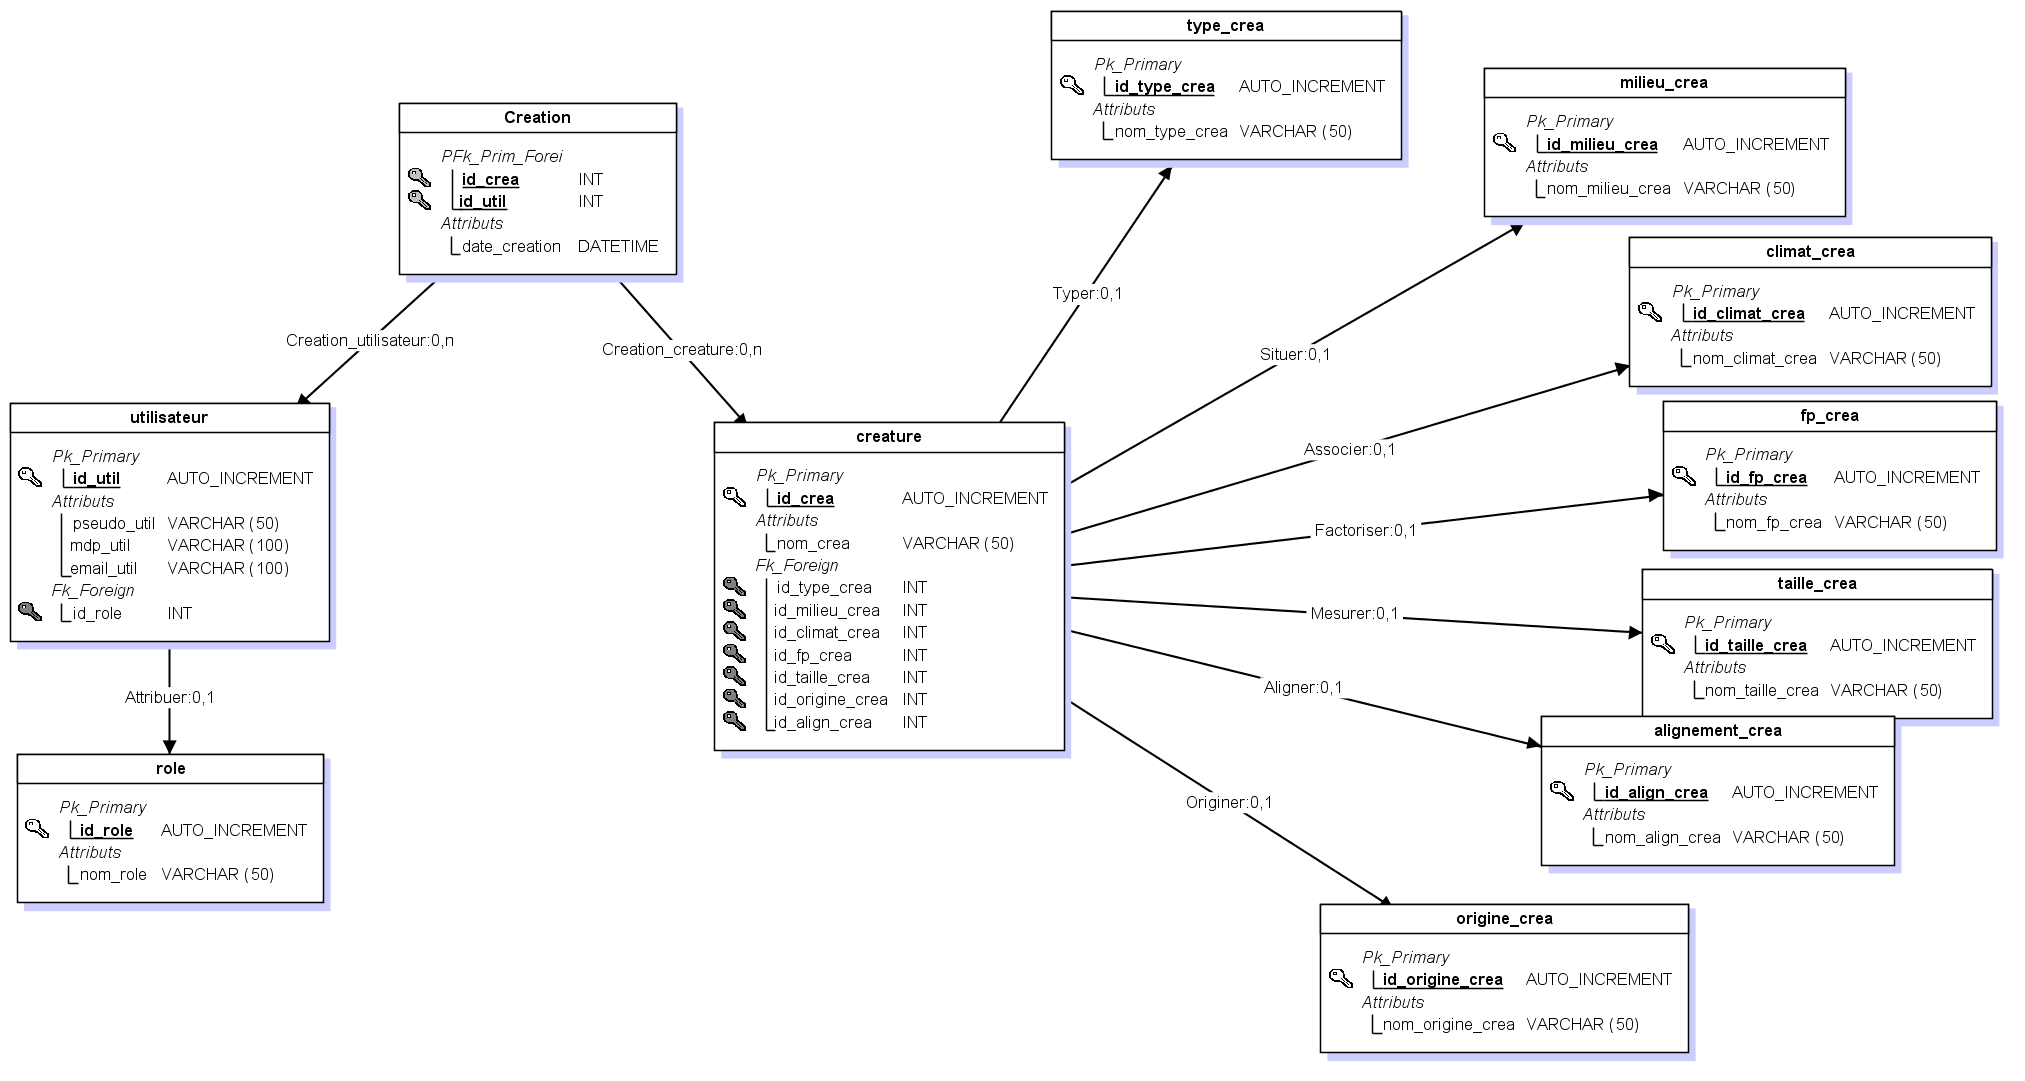 type_crea
Pk_Primary
id_type_crea AUTO_INCREMENT
Attributs
nom_type_crea VARCHAR (50)
milieu_crea
Pk_Primary
id_milieu_crea AUTO_INCREMENT
Attributs
nom_milieu_crea VARCHAR (50)
Creation
PFk_Prim_Forei
id_crea INT
id_util INT
Attributs
date_creation DATETIME
climat_crea
Pk_Primary
id_climat_crea AUTO_INCREMENT
Attributs
nom_climat_crea VARCHAR (50)
Typer:0,1
Creation_utilisateur:0,n
Creation_creature:0,n
Situer:0,1
utilisateur
Pk_Primary
id_util AUTO_INCREMENT
Attributs
pseudo_util VARCHAR (50)
mdp_util VARCHAR (100)
email_util VARCHAR (100)
Fk_Foreign
id_role INT
creature
Pk_Primary
id_crea AUTO_INCREMENT
Attributs
nom_crea VARCHAR (50)
Fk_Foreign
id_type_crea INT
id_milieu_crea INT
id_climat_crea INT
id_fp_crea INT
id_taille_crea INT
id_origine_crea INT
id_align_crea INT
Associer:0,1
fp_crea
Pk_Primary
id_fp_crea AUTO_INCREMENT
Attributs
nom_fp_crea VARCHAR (50)
Factoriser:0,1
taille_crea
Pk_Primary
id_taille_crea AUTO_INCREMENT
Attributs
nom_taille_crea VARCHAR (50)
Mesurer:0,1
Aligner:0,1
alignement_crea
Pk_Primary
id_align_crea AUTO_INCREMENT
Attributs
nom_align_crea VARCHAR (50)
Attribuer:0,1
role
Pk_Primary
id_role AUTO_INCREMENT
Attributs
nom_role VARCHAR (50)
Originer:0,1
origine_crea
Pk_Primary
id_origine_crea AUTO_INCREMENT
Attributs
nom_origine_crea VARCHAR (50)